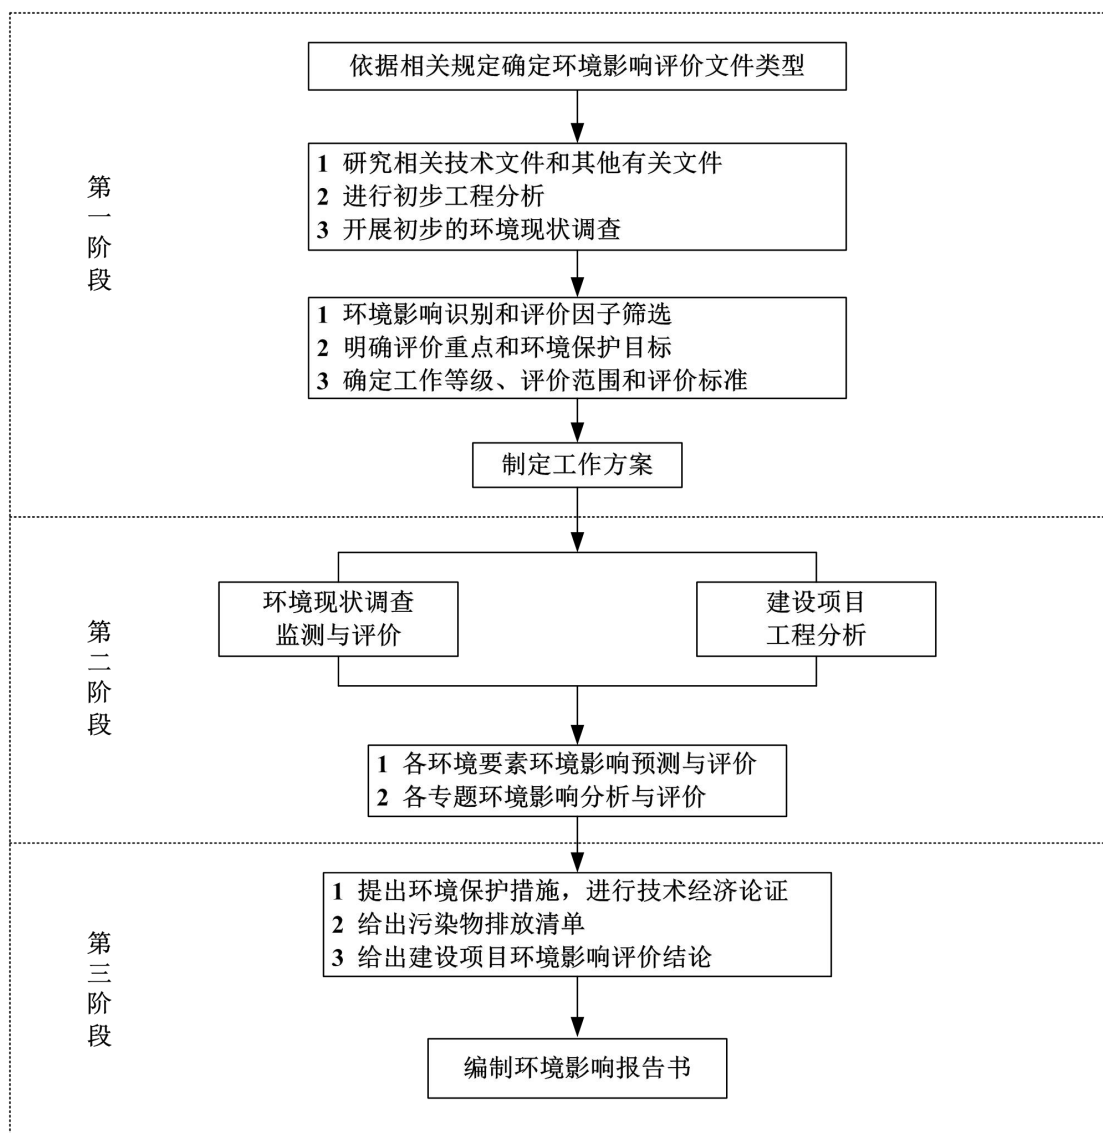 依据相关规定确定环境影响评价文件类型
第一阶段
1 研究相关技术文件和其他有关文件
2 进行初步工程分析
3 开展初步的环境现状调查
1 环境影响识别和评价因子筛选
2 明确评价重点和环境保护目标
3 确定工作等级、评价范围和评价标准
制定工作方案
第二阶段
环境现状调查
监测与评价
建设项目
工程分析
1 各环境要素环境影响预测与评价
2 各专题环境影响分析与评价
第三阶段
1 提出环境保护措施，进行技术经济论证
2 给出污染物排放清单
3 给出建设项目环境影响评价结论
编制环境影响报告书